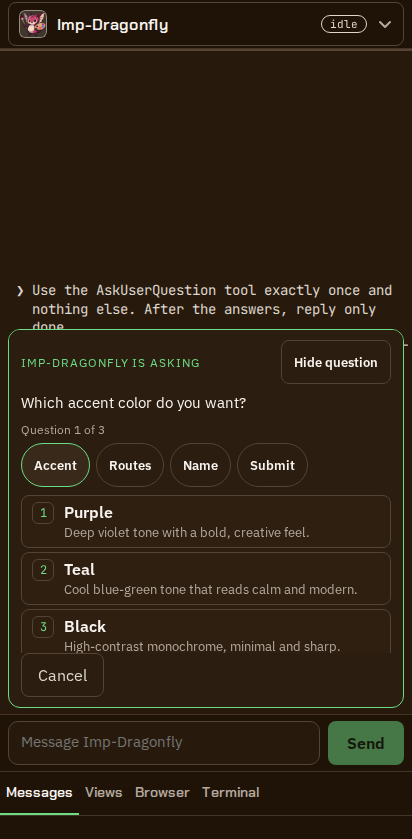 Imp-Dragonfly
idle
❯ Use the AskUserQuestion tool exactly once and
nothing else. After the answers, reply only
done
IMP-DRAGONFLY IS ASKING
Hide question
Which accent color do you want?
Question 1 of 3
Accent Routes Name Submit
1 Purple
Deep violet tone with a bold, creative feel.
2 Teal
Cool blue-green tone that reads calm and modern.
3 Black
High-contrast monochrome, minimal and sharp.
Cancel
Message Imp-Dragonfly
Send
Messages Views Browser Terminal